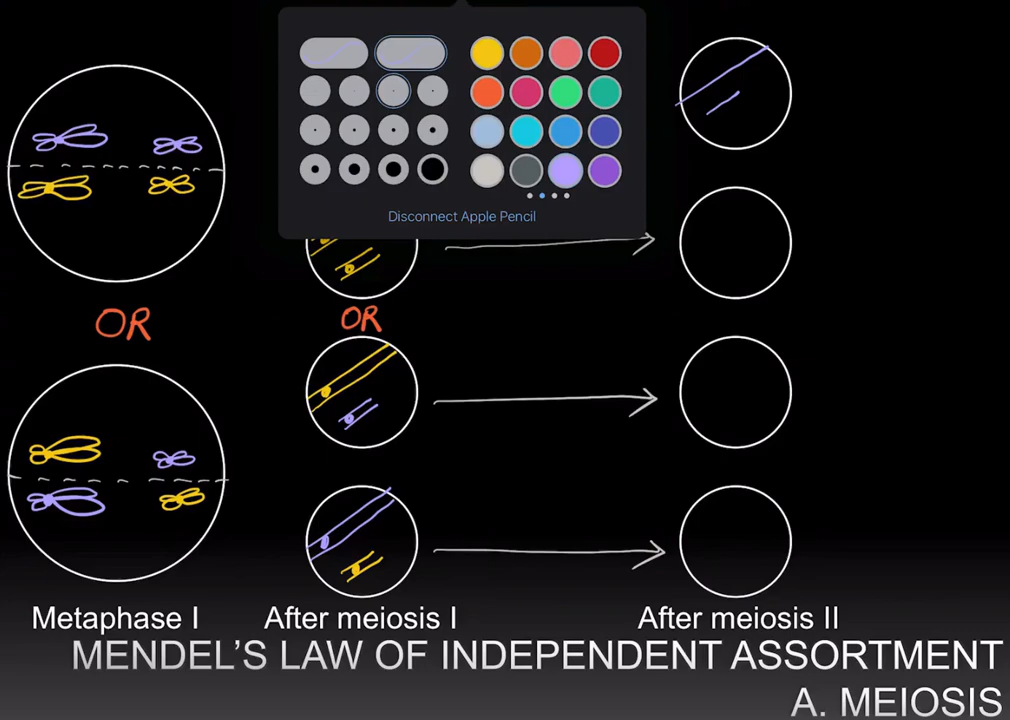 Disconnect Apple Pencil
OR
OR
Metaphase I
After meiosis I
After meiosis II
MENDEL’S LAW OF INDEPENDENT ASSORTMENT
A. MEIOSIS